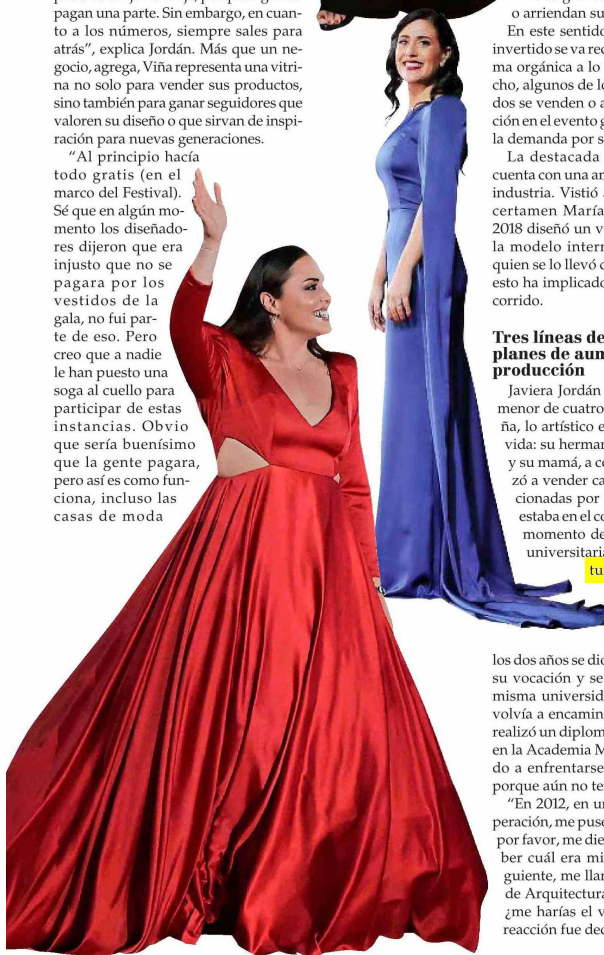 pagan una parte. Sin embargo, en cuan-
to a los números, siempre sales para
atrás”, explica Jordán. Más que un ne-
gocio, agrega, Viña representa una vitri-
na no solo para vender sus productos,
sino también para ganar seguidores que
valoren su diseño o que sirvan de inspi-
ración para nuevas generaciones.
“Al principio hacía
todo gratis (en el
marco del Festival).
Sé que en algún mo-
mento los diseñado-
res dijeron que era
injusto que no se
pagara por los
vestidos de la
gala, no fui par-
te de eso. Pero
creo que a nadie
le han puesto una
soga al cuello para
participar de estas
instancias. Obvio
que sería buenísimo
que la gente pagara,
pero así es como fun-
ciona, incluso las
casas de moda
o arriendan su
En este sentido
invertido se va rec
ma orgánica a lo
cho, algunos de lo
dos se venden o a
ción en el evento g
la demanda por s
La destacada
cuenta con una an
industria. Vistió
certamen María
2018 diseñó un v
la modelo intern
quien se lo llevó c
esto ha implicado
corrido.
Tres líneas de
planes de aun
producción
Javiera Jordán
menor de cuatro
ña, lo artístico e
vida: su herman
y su mamá, a co
zó a vender ca
cionadas por
estaba en el co
momento de
universitaria
tu
los dos años se dio
su vocación y se
misma universid
volvía a encamin
realizó un diplom
en la Academia M
do a enfrentarse
porque aún no te
“En 2012, en un
peración, me puse
por favor, me die
ber cuál era mi
guiente, me llan
de Arquitectura
¿me harías el v
reacción fue dec